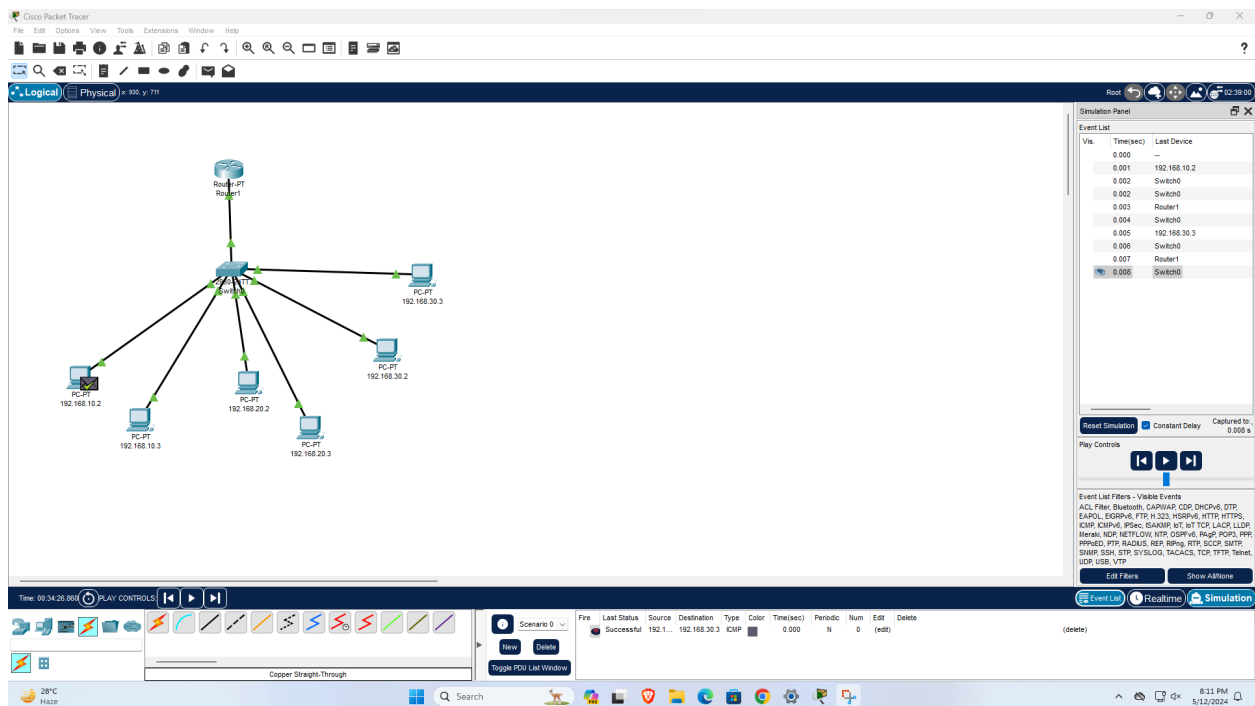 Cisco Packet Tracer
File Edit Options View Tools Extensions Window Help
?
Logical Physical x: 930, y: 711 Root 02:39:00
Simulation Panel
Event List
Vis. Time(sec) Last Device
0.000 --
0.001 192.168.10.2
0.002 Switch0
0.002 Switch0
0.003 Router1
0.004 Switch0
0.005 192.168.30.3
0.006 Switch0
0.007 Router1
0.008 Switch0
Router-PT
Router1
Switch0
PC-PT
192.168.30.3
PC-PT
192.168.30.2
PC-PT
192.168.10.2
PC-PT
192.168.20.2
PC-PT
192.168.10.3
PC-PT
192.168.20.3
Reset Simulation Constant Delay Captured to:
0.008 s
Play Controls
Event List Filters - Visible Events
ACL Filter, Bluetooth, CAPWAP, CDP, DHCPv6, DTP,
EAPOL, EIGRPv6, FTP, H.323, HSRPv6, HTTP, HTTPS,
ICMP, ICMPv6, IPSec, ISAKMP, IoT, IoT TCP, LACP, LLDP,
Meraki, NDP, NETFLOW, NTP, OSPFv6, PAgP, POP3, PPP,
PPPoED, PTP, RADIUS, REP, RIPng, RTP, SCCP, SMTP,
SNMP, SSH, STP, SYSLOG, TACACS, TCP, TFTP, Telnet,
UDP, USB, VTP
Edit Filters Show All/None
Time: 00:34:26.860 PLAY CONTROLS: Event List Realtime Simulation
Scenario 0
New Delete
Toggle PDU List Window
Fire Last Status Source Destination Type Color Time(sec) Periodic Num Edit Delete
Successful 192.1... 192.168.30.3 ICMP 0.000 N 0 (edit) (delete)
Copper Straight-Through
28°C
Haze
Search
8:11 PM
5/12/2024